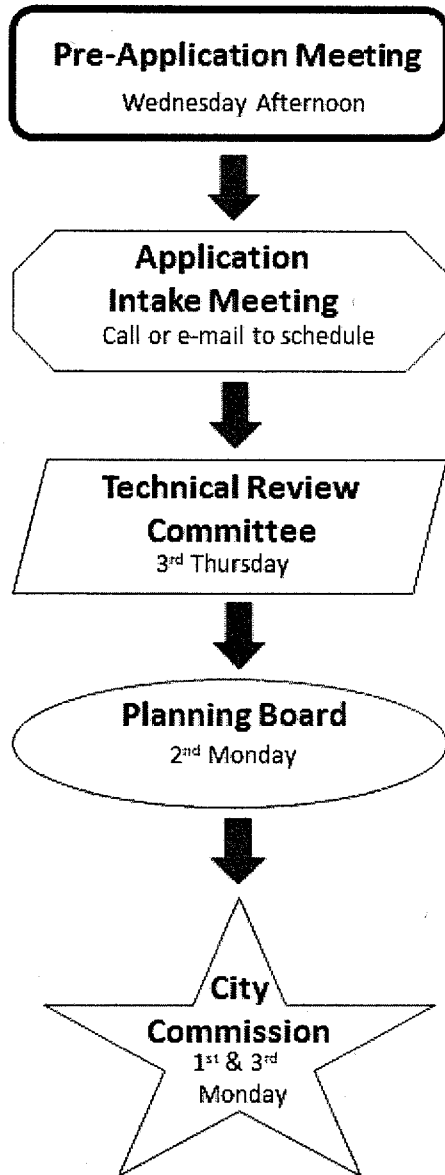 Pre-Application Meeting
Wednesday Afternoon
Application
Intake Meeting
Call or e-mail to schedule
Technical Review
Committee
3rd Thursday
Planning Board
2nd Monday
City
Commission
1st & 3rd
Monday